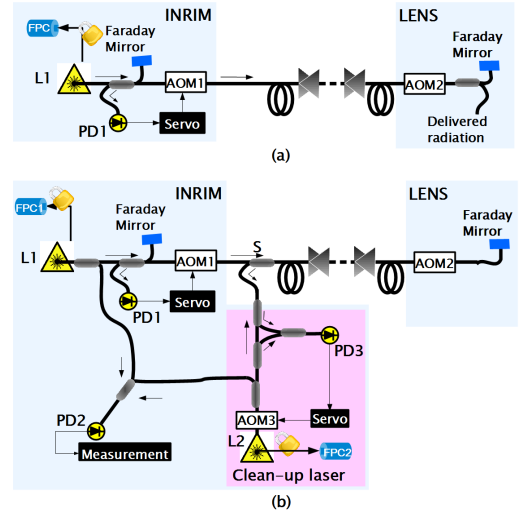 INRIM
LENS
FPC
Faraday
Mirror
Faraday
Mirror
L1
AOM1
AOM2
PD1
Servo
Delivered
radiation
(a)
INRIM
LENS
FPC1
Faraday
Mirror
Faraday
Mirror
L1
S
AOM1
AOM2
PD1
Servo
PD3
PD2
AOM3
Servo
L2
Measurement
FPC2
Clean-up laser
(b)